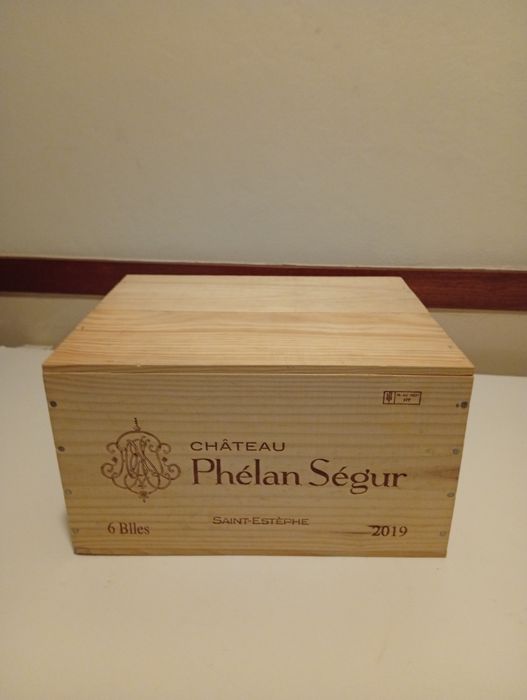 CHÂTEAU
Phélan Ségur
SAINT-ESTÈPHE
6 Blles
2019